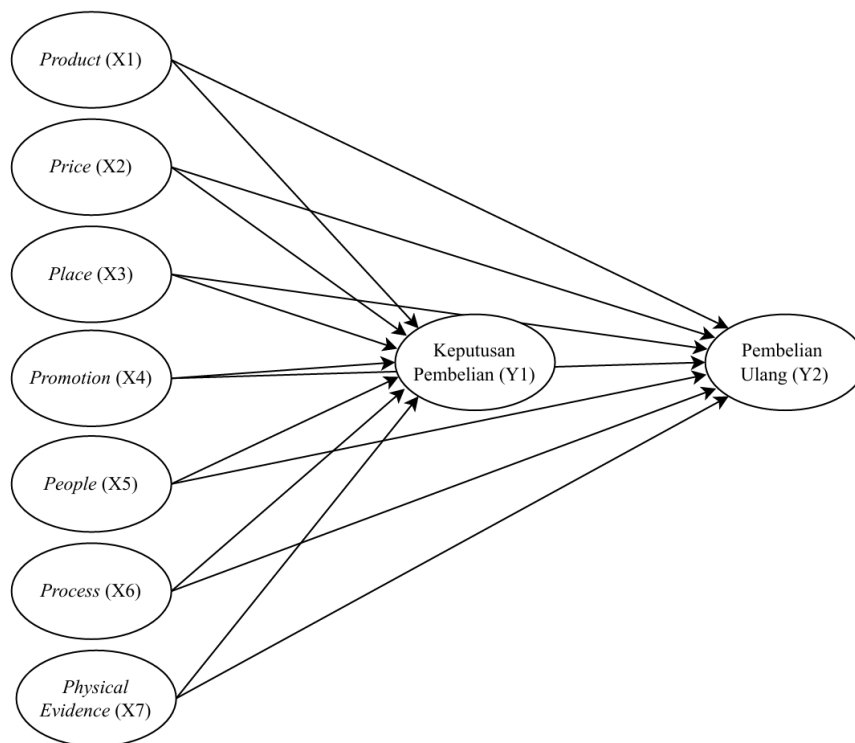 Product (X1)
Price (X2)
Place (X3)
Promotion (X4)
People (X5)
Process (X6)
Physical
Evidence (X7)
Keputusan
Pembelian (Y1)
Pembelian
Ulang (Y2)